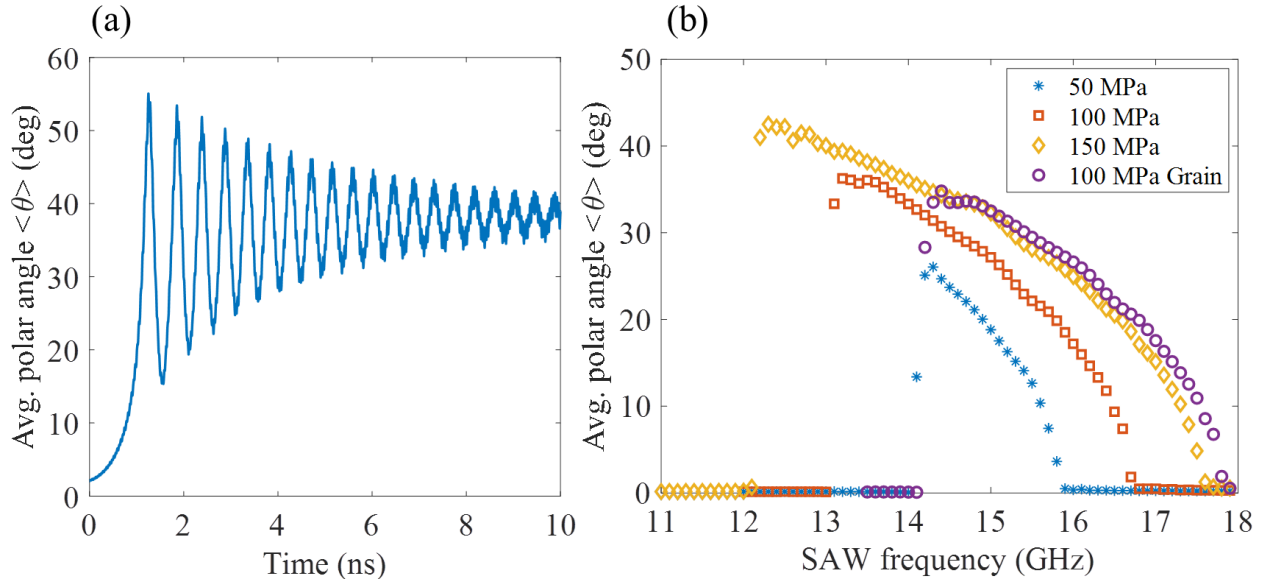 (a)
60
50
40
30
20
10
0
Avg. polar angle <θ> (deg)
0 2 4 6 8 10
Time (ns)
(b)
50
40
30
20
10
0
Avg. polar angle <θ> (deg)
11 12 13 14 15 16 17 18
SAW frequency (GHz)
50 MPa
100 MPa
150 MPa
100 MPa Grain